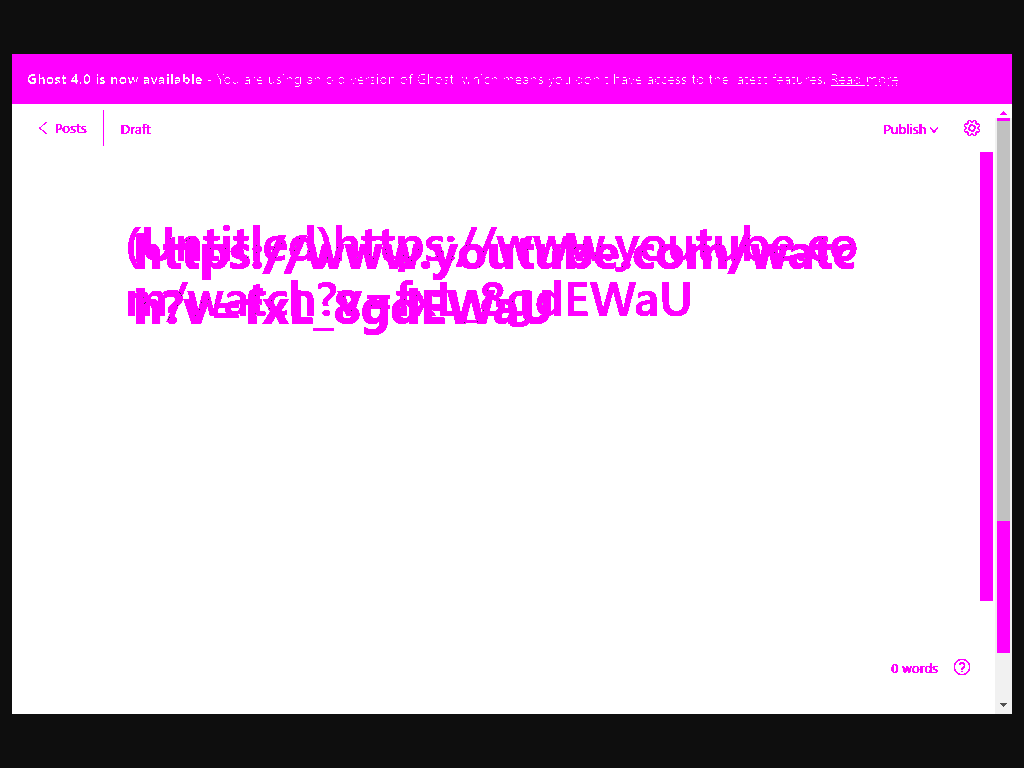 Ghost 4.0 is now available - You are using an old version of Ghost, which means you don't have access to the latest features. Read more
Posts
Draft
Publish
(Untitled)https://www.youtube.co
m/watch?v=fxL_8gdEWaU
https://www.youtube.com/watc
h?v=fxL_8gdEWaU
0 words